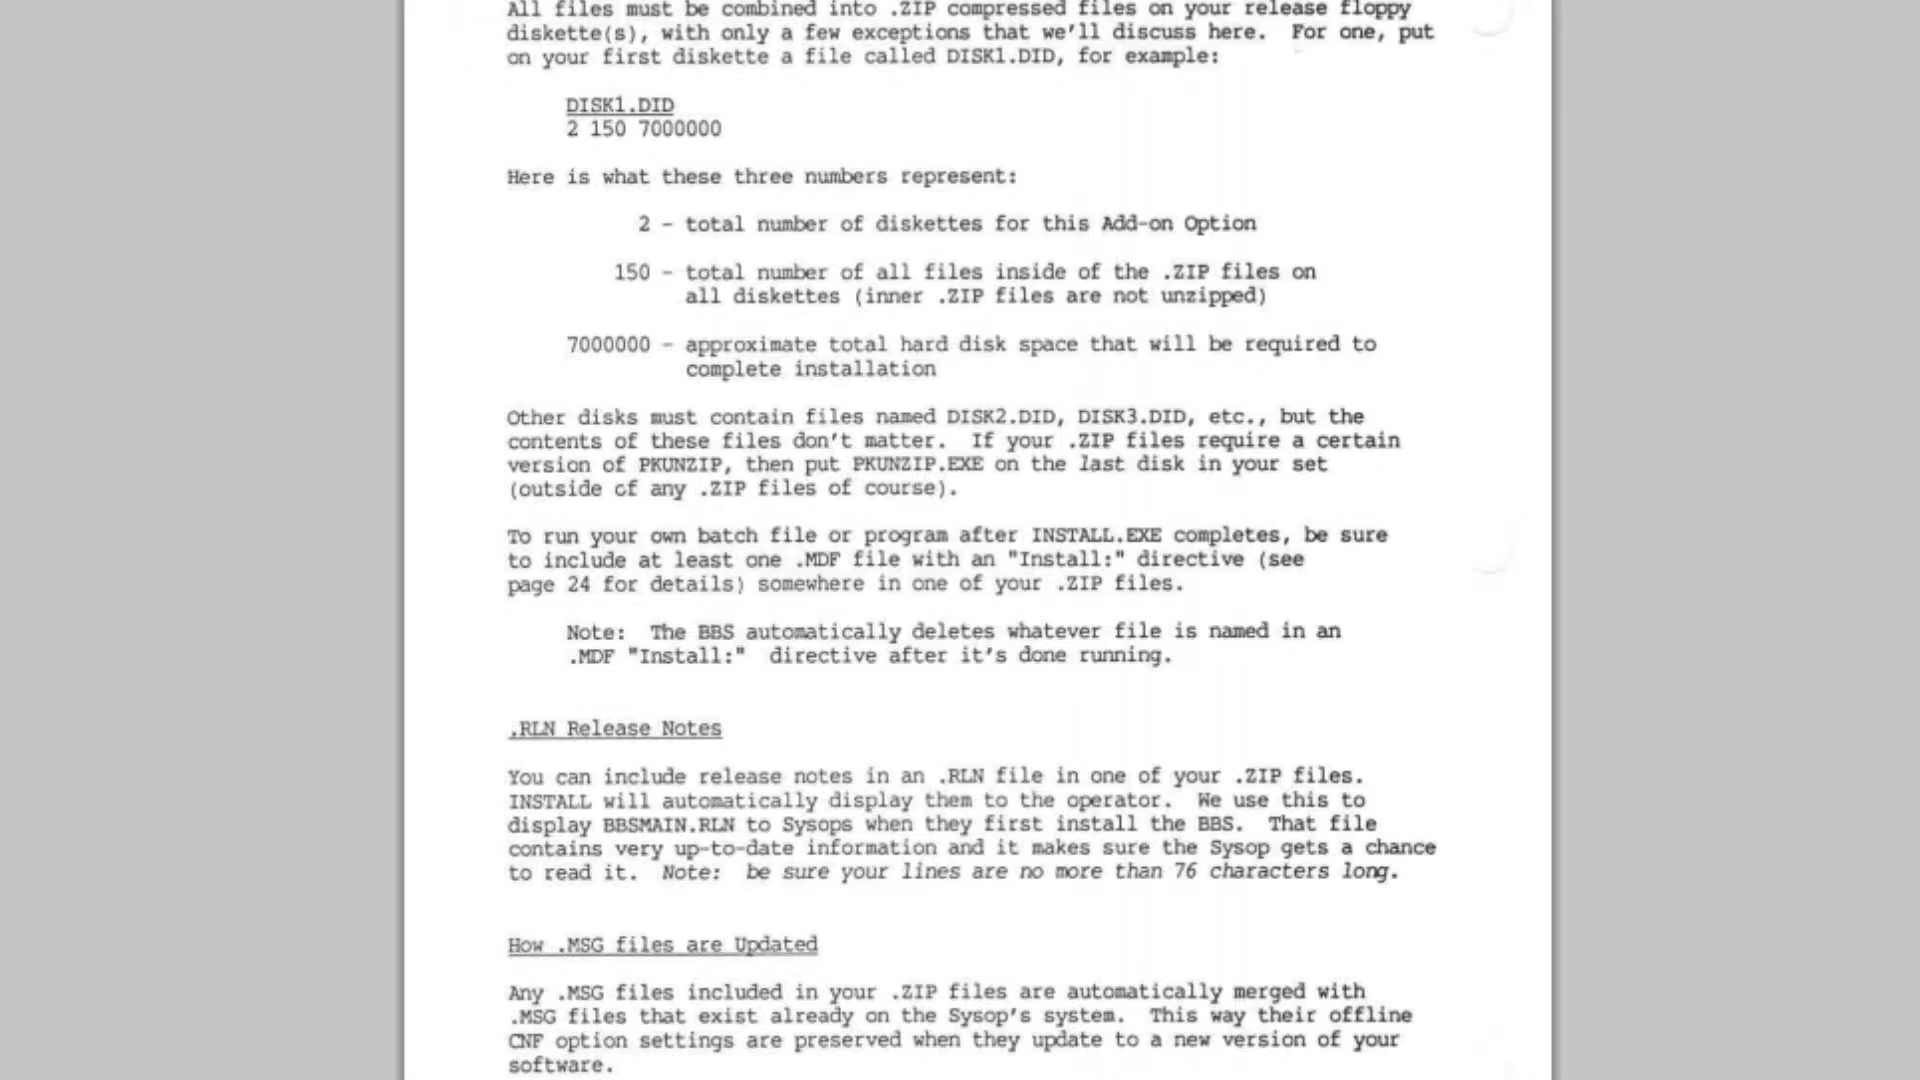 All files must be combined into .ZIP compressed files on your release floppy
diskette(s), with only a few exceptions that we'll discuss here.  For one, put
on your first diskette a file called DISK1.DID, for example:
DISK1.DID
2 150 7000000
Here is what these three numbers represent:
2 - total number of diskettes for this Add-on Option
150 - total number of all files inside of the .ZIP files on
all diskettes (inner .ZIP files are not unzipped)
7000000 - approximate total hard disk space that will be required to
complete installation
Other disks must contain files named DISK2.DID, DISK3.DID, etc., but the
contents of these files don't matter.  If your .ZIP files require a certain
version of PKUNZIP, then put PKUNZIP.EXE on the last disk in your set
(outside of any .ZIP files of course).
To run your own batch file or program after INSTALL.EXE completes, be sure
to include at least one .MDF file with an "Install:" directive (see
page 24 for details) somewhere in one of your .ZIP files.
Note:  The BBS automatically deletes whatever file is named in an
.MDF "Install:"  directive after it's done running.
.RLN Release Notes
You can include release notes in an .RLN file in one of your .ZIP files.
INSTALL will automatically display them to the operator.  We use this to
display BBSMAIN.RLN to Sysops when they first install the BBS.  That file
contains very up-to-date information and it makes sure the Sysop gets a chance
to read it.  Note:  be sure your lines are no more than 76 characters long.
How .MSG files are Updated
Any .MSG files included in your .ZIP files are automatically merged with
.MSG files that exist already on the Sysop's system.  This way their offline
CNF option settings are preserved when they update to a new version of your
software.